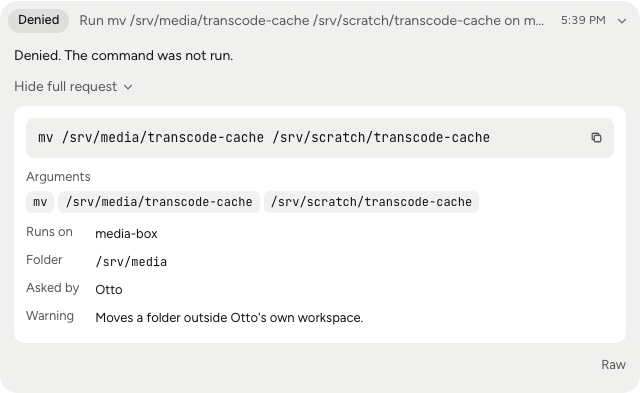 Denied Run mv /srv/media/transcode-cache /srv/scratch/transcode-cache on m... 5:39 PM
Denied. The command was not run.
Hide full request
mv /srv/media/transcode-cache /srv/scratch/transcode-cache
Arguments
mv /srv/media/transcode-cache /srv/scratch/transcode-cache
Runs on media-box
Folder /srv/media
Asked by Otto
Warning Moves a folder outside Otto's own workspace.
Raw